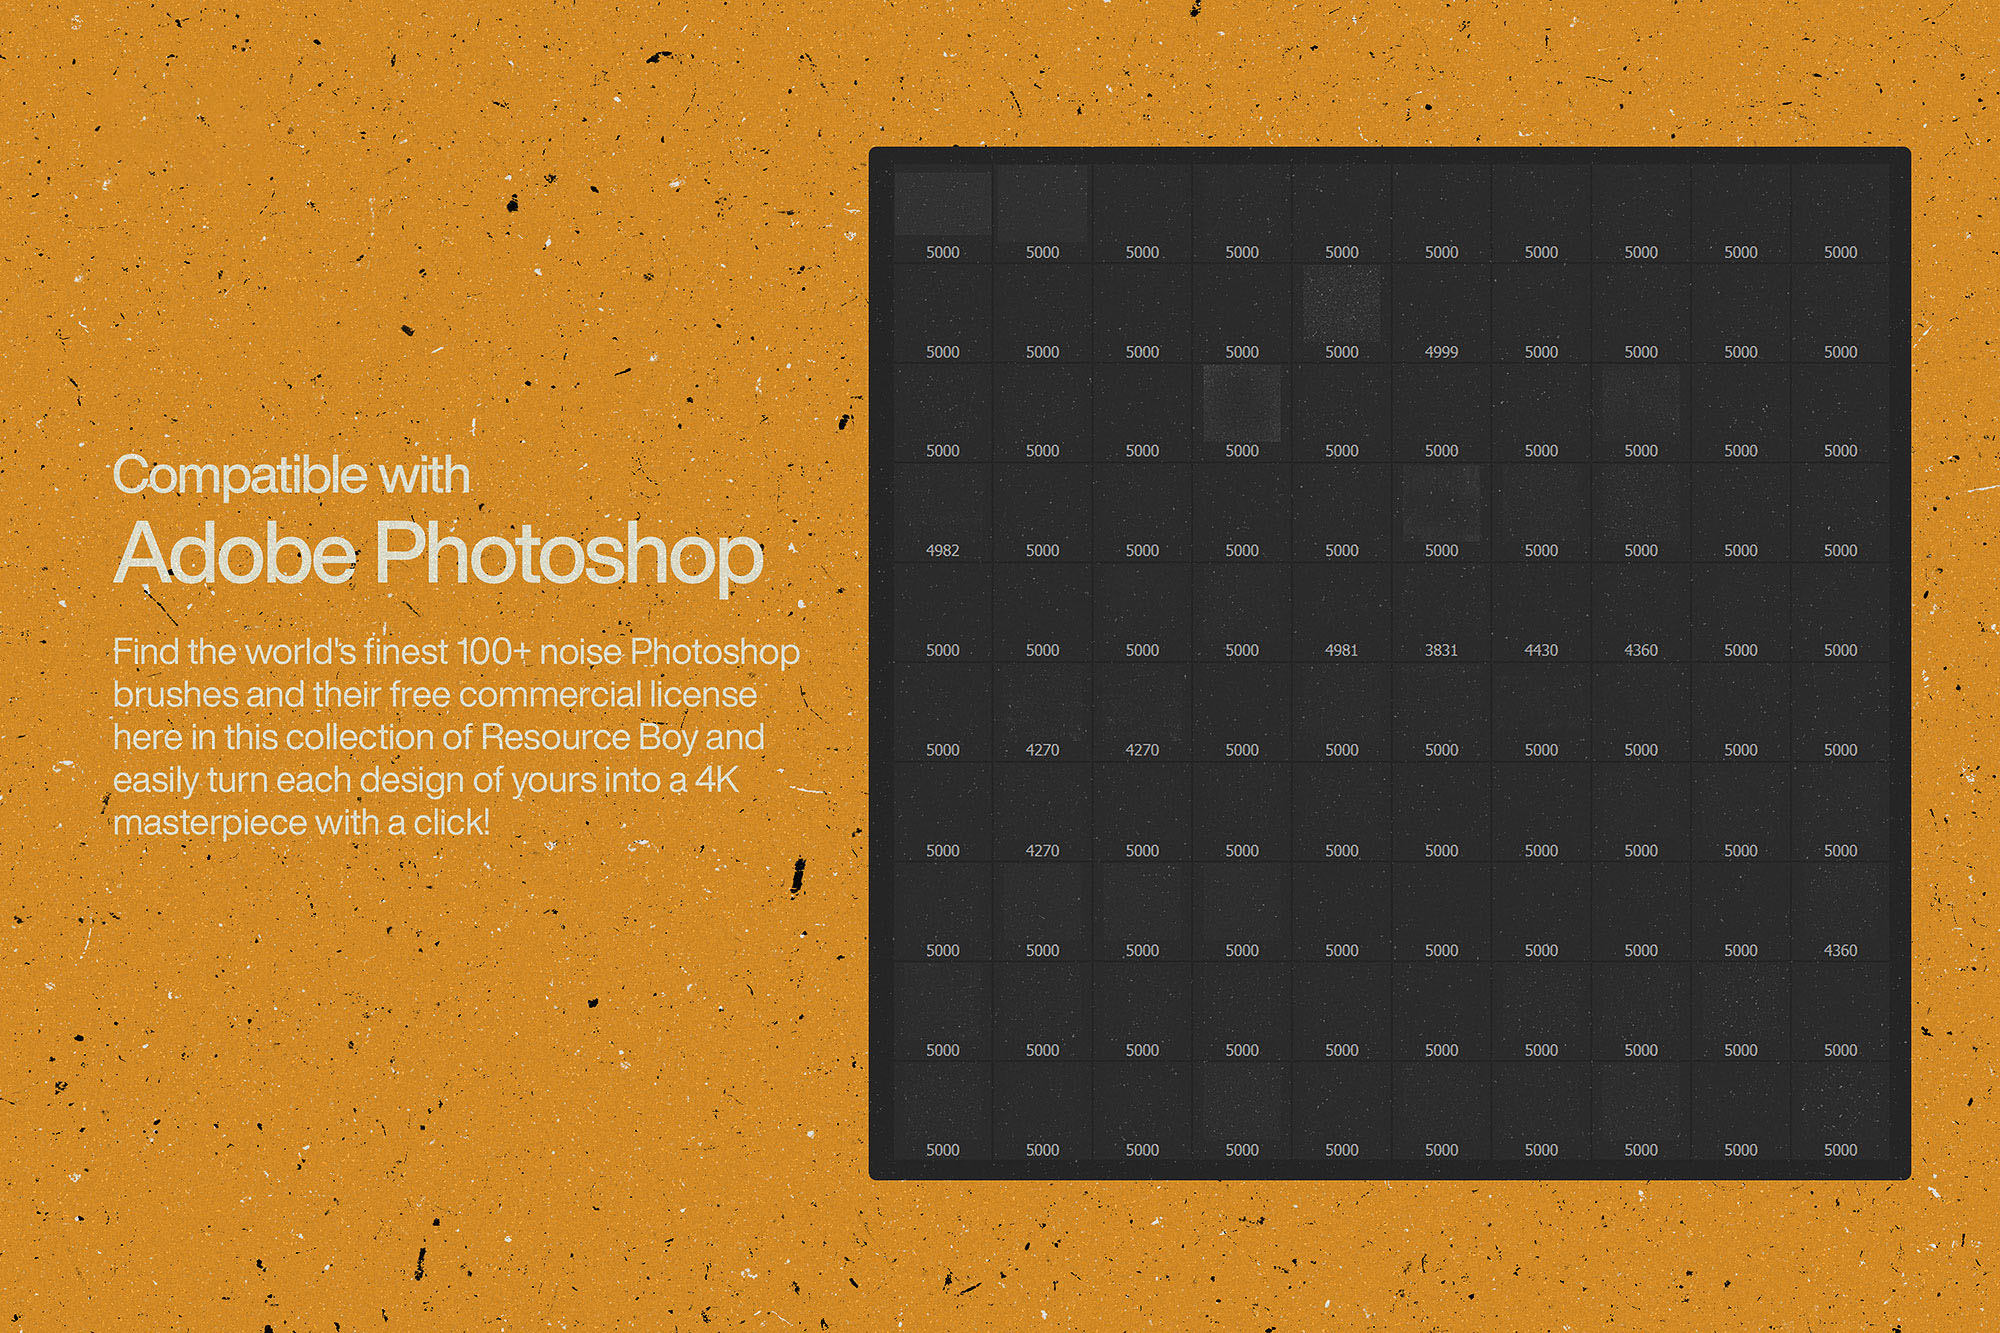 Compatible with
Adobe Photoshop
Find the world's finest 100+ noise Photoshop
brushes and their free commercial license
here in this collection of Resource Boy and
easily turn each design of yours into a 4K
masterpiece with a click!
5000 5000 5000 5000 5000 5000 5000 5000 5000 5000
5000 5000 5000 5000 5000 4999 5000 5000 5000 5000
5000 5000 5000 5000 5000 5000 5000 5000 5000 5000
4982 5000 5000 5000 5000 5000 5000 5000 5000 5000
5000 5000 5000 5000 4981 3831 4430 4360 5000 5000
5000 4270 4270 5000 5000 5000 5000 5000 5000 5000
5000 4270 5000 5000 5000 5000 5000 5000 5000 5000
5000 5000 5000 5000 5000 5000 5000 5000 5000 4360
5000 5000 5000 5000 5000 5000 5000 5000 5000 5000
5000 5000 5000 5000 5000 5000 5000 5000 5000 5000